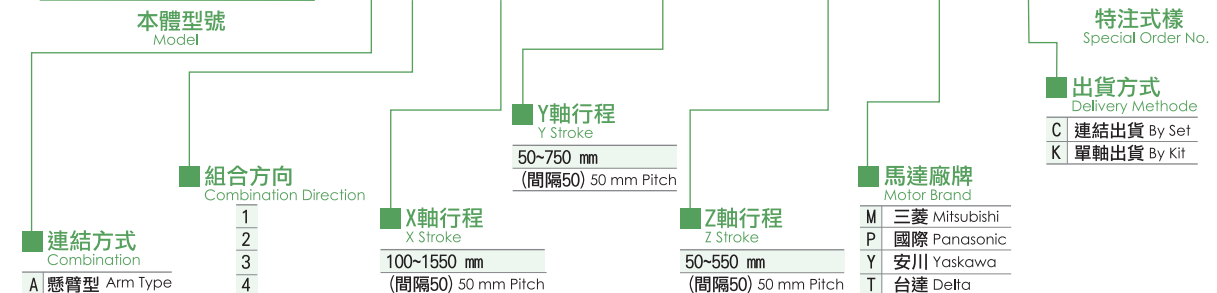 本體型號
Model
特注式樣
Special Order No.
出貨方式
Delivery Methode
C 連結出貨 By Set
K 單軸出貨 By Kit
Y軸行程
Y Stroke
50~750 mm
(間隔50) 50 mm Pitch
組合方向
Combination Direction
1
2
3
4
馬達廠牌
Motor Brand
M 三菱 Mitsubishi
P 國際 Panasonic
Y 安川 Yaskawa
T 台達 Delta
X軸行程
X Stroke
100~1550 mm
(間隔50) 50 mm Pitch
Z軸行程
Z Stroke
50~550 mm
(間隔50) 50 mm Pitch
連結方式
Combination
A 懸臂型 Arm Type